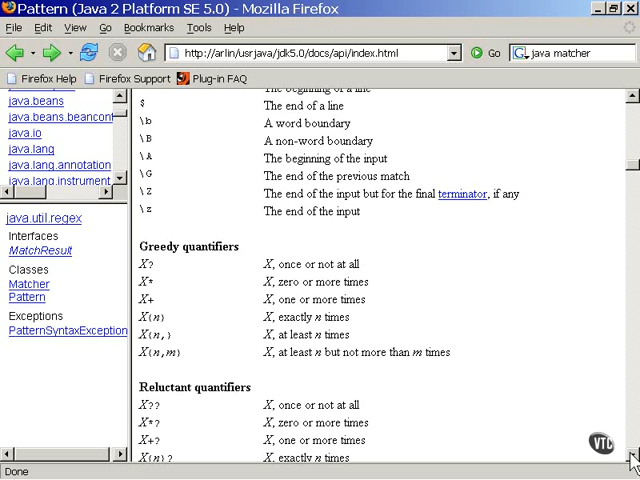 Pattern (Java 2 Platform SE 5.0) - Mozilla Firefox
File Edit View Go Bookmarks Tools Help
http://arlin/usrjava/jdk5.0/docs/api/index.html Go java matcher
Firefox Help Firefox Support Plug-in FAQ
java.beans
java.beans.beancont
java.io
java.lang
java.lang.annotation
java.lang.instrument
java.util.regex
Interfaces
MatchResult
Classes
Matcher
Pattern
Exceptions
PatternSyntaxException
The beginning of a line
$ The end of a line
\b A word boundary
\B A non-word boundary
\A The beginning of the input
\G The end of the previous match
\Z The end of the input but for the final terminator, if any
\z The end of the input
Greedy quantifiers
X? X, once or not at all
X* X, zero or more times
X+ X, one or more times
X{n} X, exactly n times
X{n,} X, at least n times
X{n,m} X, at least n but not more than m times
Reluctant quantifiers
X?? X, once or not at all
X*? X, zero or more times
X+? X, one or more times
X{n}? X, exactly n times
VTC
Done